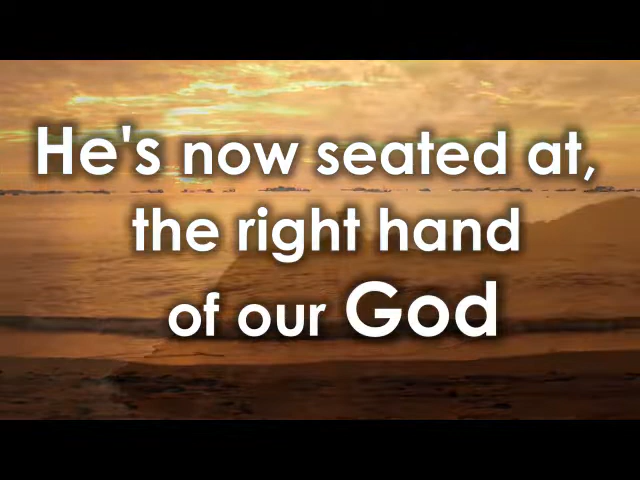 He's now seated at,
the right hand
of our God